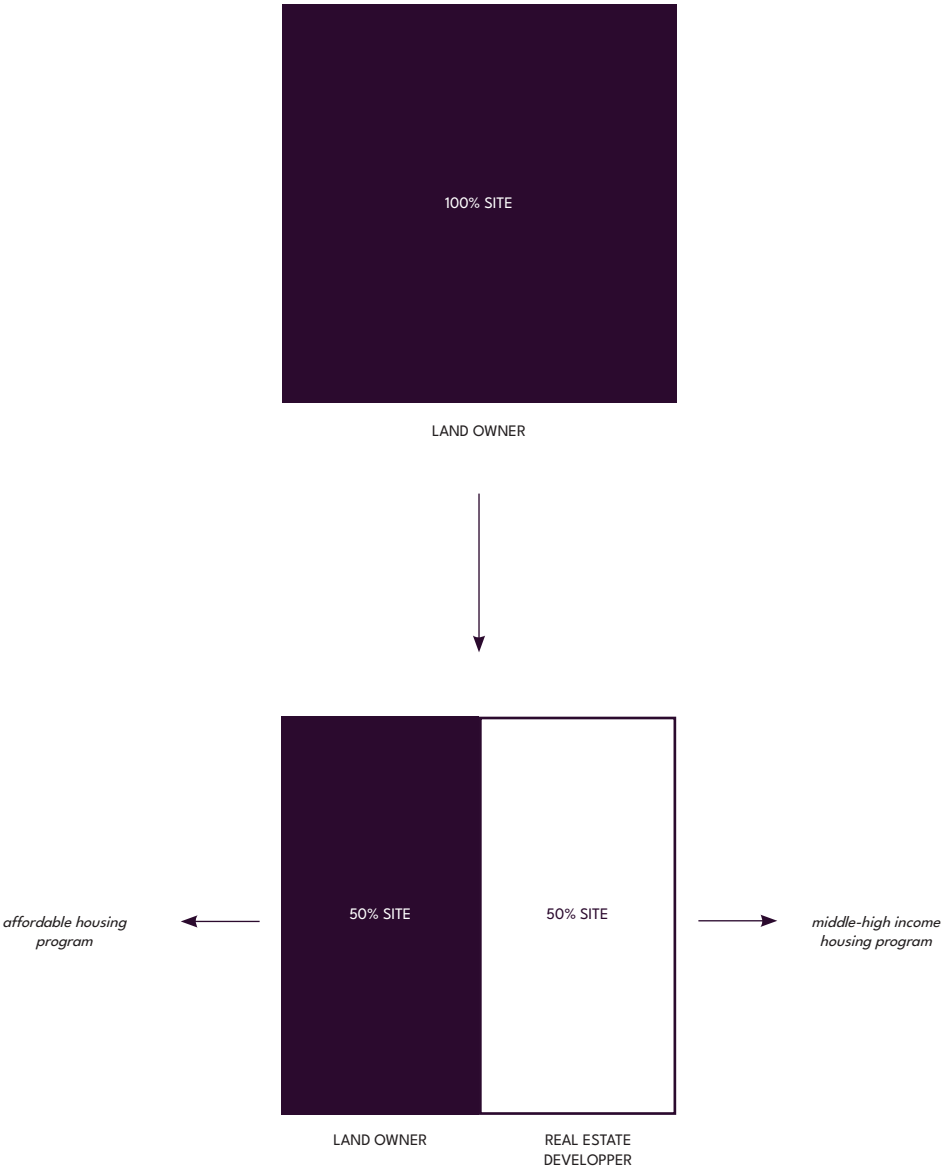 100% SITE
LAND OWNER
50% SITE
50% SITE
affordable housing
program
middle-high income
housing program
LAND OWNER
REAL ESTATE
DEVELOPPER